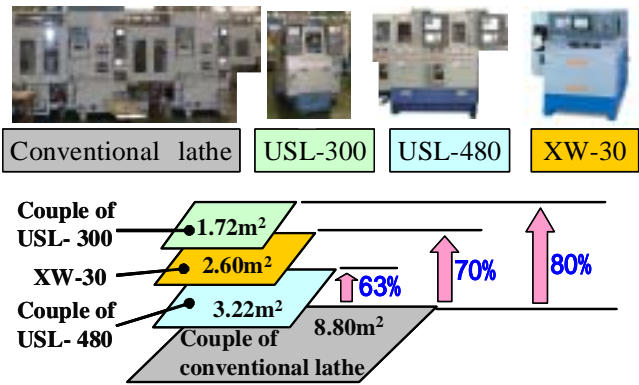 Conventional lathe
USL-300
USL-480
XW-30
Couple of
USL- 300
1.72m²
XW-30
2.60m²
Couple of
USL- 480
3.22m²
Couple of
conventional lathe
8.80m²
63%
70%
80%